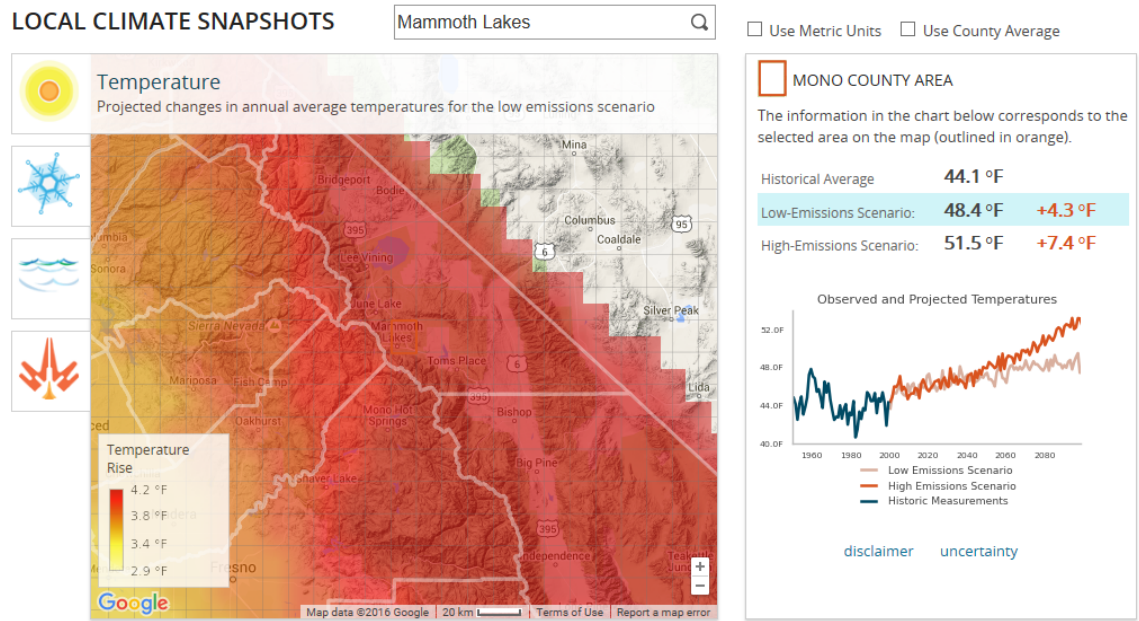 LOCAL CLIMATE SNAPSHOTS
Mammoth Lakes
Use Metric Units
Use County Average
Temperature
Projected changes in annual average temperatures for the low emissions scenario
Mina
Bridgeport
Bodie
Columbus
Coaldale
95
6
395
Lee Vining
Sonora
June Lake
Silver Peak
Sierra Nevada
Mammoth
Lakes
Toms Place
6
Mariposa
Fish Camp
Lida
395
Mono Hot
Springs
Bishop
Oakhurst
Big Pine
Shaver Lake
395
Independence
Teakettle
Fresno
Temperature
Rise
4.2 °F
3.8 °F
3.4 °F
2.9 °F
+
−
Google
Map data ©2016 Google
20 km
Terms of Use
Report a map error
MONO COUNTY AREA
The information in the chart below corresponds to the
selected area on the map (outlined in orange).
Historical Average 44.1 °F
Low-Emissions Scenario: 48.4 °F +4.3 °F
High-Emissions Scenario: 51.5 °F +7.4 °F
Observed and Projected Temperatures
52.0F
48.0F
44.0F
40.0F
1960 1980 2000 2020 2040 2060 2080
Low Emissions Scenario
High Emissions Scenario
Historic Measurements
disclaimer uncertainty